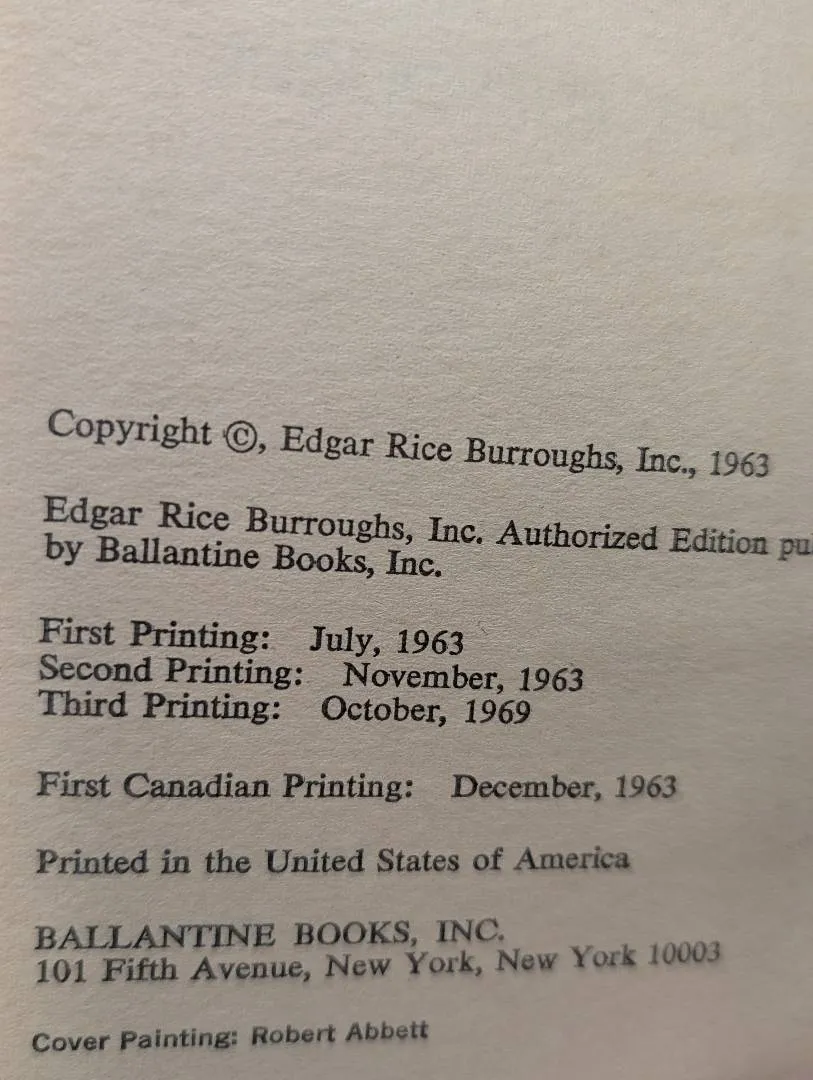 Copyright ©, Edgar Rice Burroughs, Inc., 1963
Edgar Rice Burroughs, Inc. Authorized Edition
by Ballantine Books, Inc.
First Printing: July, 1963
Second Printing: November, 1963
Third Printing: October, 1969
First Canadian Printing: December, 1963
Printed in the United States of America
BALLANTINE BOOKS, INC.
101 Fifth Avenue, New York, New York 10003
Cover Painting: Robert Abbett